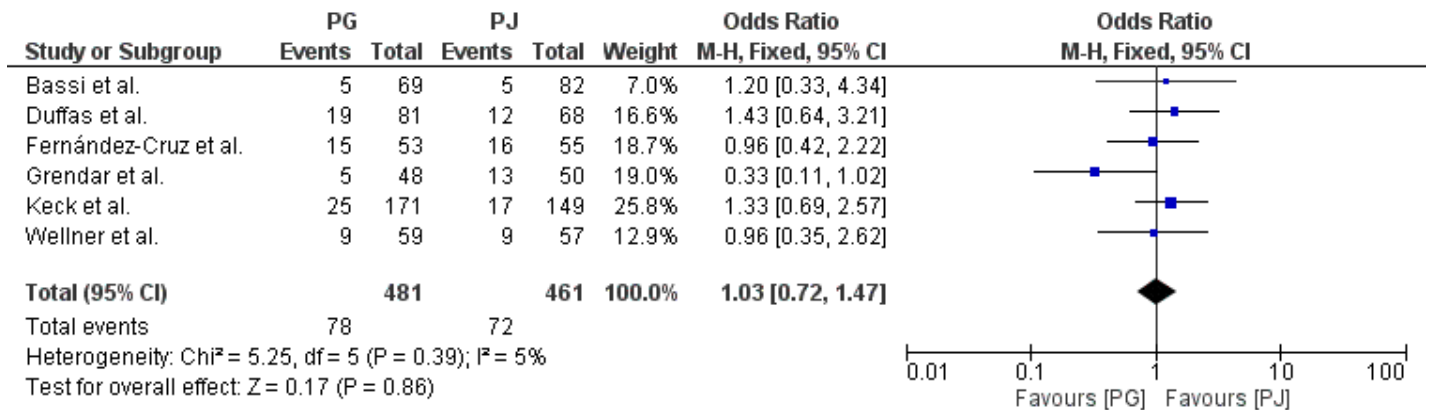 PG PJ Odds Ratio Odds Ratio
Study or Subgroup Events Total Events Total Weight M-H, Fixed, 95% CI M-H, Fixed, 95% CI
Bassi et al. 5 69 5 82 7.0% 1.20 [0.33, 4.34]
Duffas et al. 19 81 12 68 16.6% 1.43 [0.64, 3.21]
Fernández-Cruz et al. 15 53 16 55 18.7% 0.96 [0.42, 2.22]
Grendar et al. 5 48 13 50 19.0% 0.33 [0.11, 1.02]
Keck et al. 25 171 17 149 25.8% 1.33 [0.69, 2.57]
Wellner et al. 9 59 9 57 12.9% 0.96 [0.35, 2.62]
Total (95% CI) 481 461 100.0% 1.03 [0.72, 1.47]
Total events 78 72
Heterogeneity: Chi² = 5.25, df = 5 (P = 0.39); I² = 5%
Test for overall effect: Z = 0.17 (P = 0.86)
0.01 0.1 1 10 100
Favours [PG] Favours [PJ]